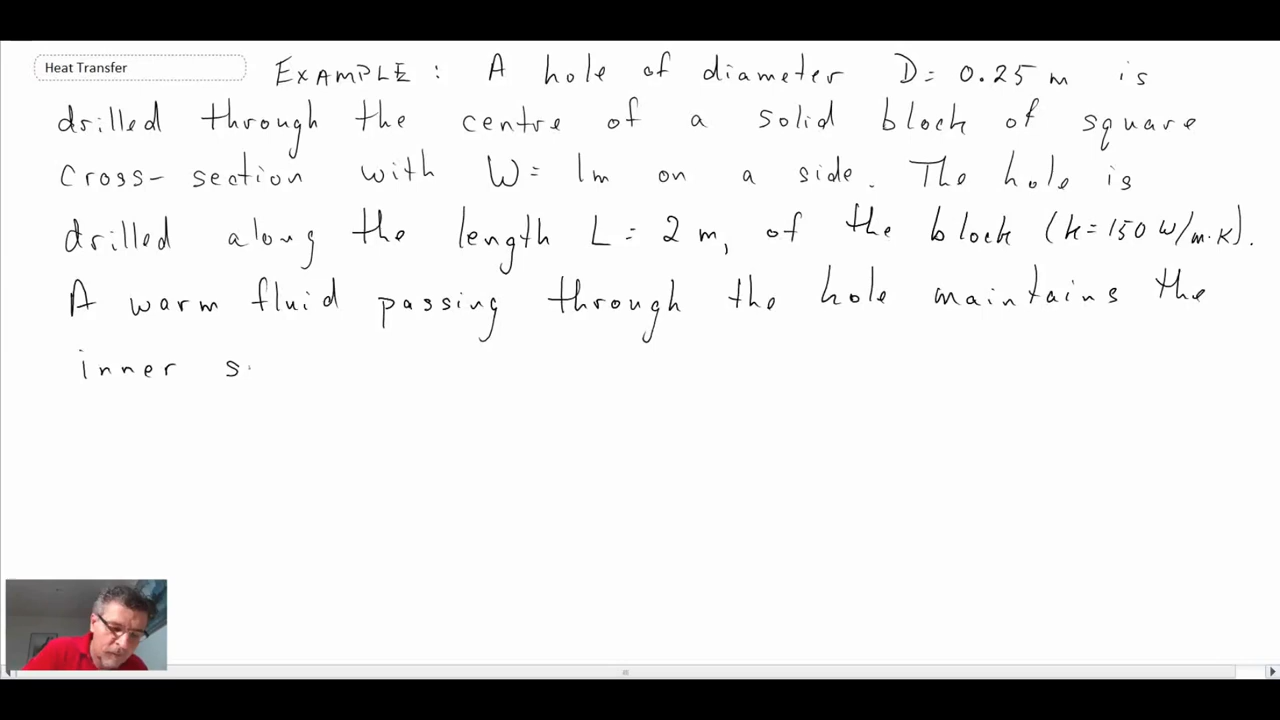 Heat Transfer
EXAMPLE: A hole of diameter D= 0.25 m is
drilled through the centre of a solid block of square
cross-section with W= 1m on a side. The hole is
drilled along the length L= 2 m, of the block (k=150 W/m·K).
A warm fluid passing through the hole maintains the
inner s